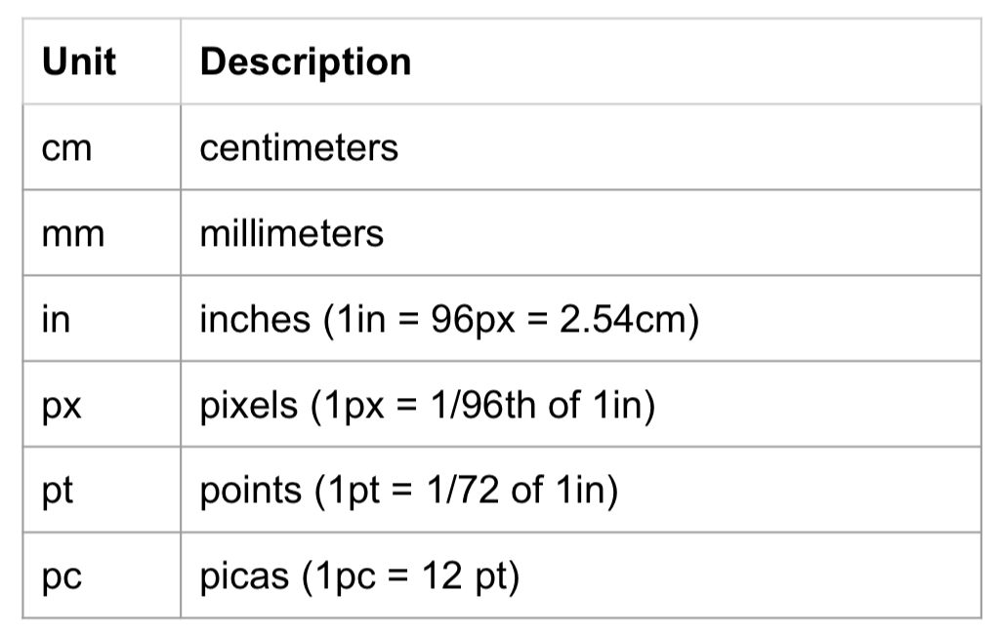 Unit Description
cm centimeters
mm millimeters
in inches (1in = 96px = 2.54cm)
px pixels (1px = 1/96th of 1in)
pt points (1pt = 1/72 of 1in)
pc picas (1pc = 12 pt)